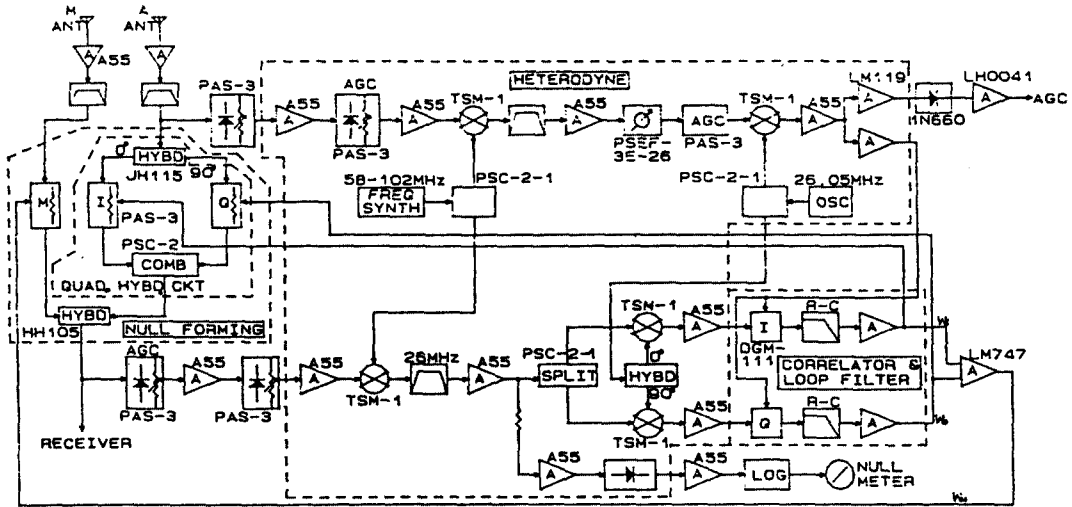 M ANT
A ANT
A A55
A
PAS-3
HETERODYNE
A55
A
AGC
PAS-3
A55
A
TSM-1
A55
A
PSEF-3E-26
AGC
PAS-3
TSM-1
A55
A
LM119
A
A
1N660
LH0041
A
AGC
0°
HYBD
JH115
90°
M
I
PAS-3
Q
PSC-2
COMB
QUAD. HYBD CKT
HYBD
HH105
NULL FORMING
58-102MHz
FREQ SYNTH
PSC-2-1
PSC-2-1
26.05MHz
OSC
AGC
PAS-3
A55
A
PAS-3
A55
A
TSM-1
26MHz
A55
A
PSC-2-1
SPLIT
TSM-1
0°
HYBD
90°
TSM-1
A55
A
A55
A
I
DGM-111
R-C
A
CORRELATOR & LOOP FILTER
Q
R-C
A
LM747
A
RECEIVER
A55
A
A55
A
LOG
NULL METER